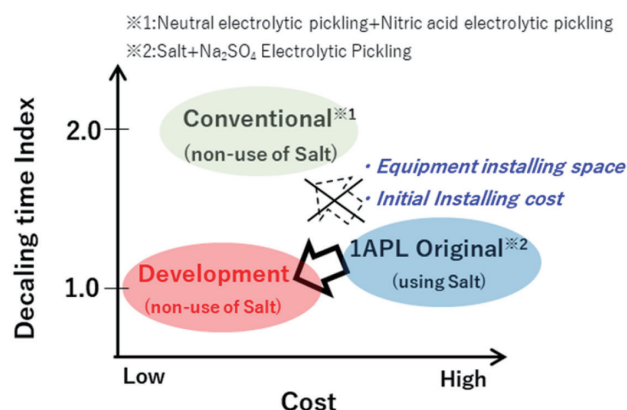 ※1:Neutral electrolytic pickling+Nitric acid electrolytic pickling
※2:Salt+Na₂SO₄ Electrolytic Pickling
Decaling time Index
2.0
1.0
Conventional※1
(non-use of Salt)
・Equipment installing space
・Initial Installing cost
1APL Original※2
(using Salt)
Development
(non-use of Salt)
Low
High
Cost